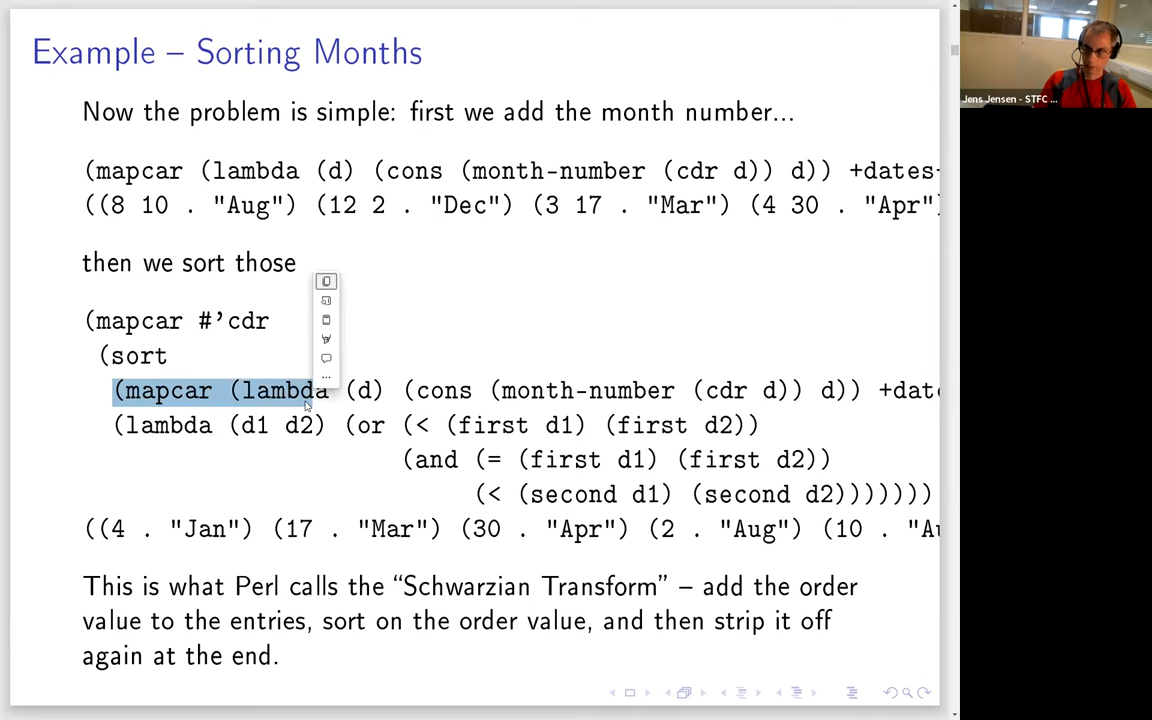 Example – Sorting Months
Now the problem is simple: first we add the month number...
(mapcar (lambda (d) (cons (month-number (cdr d)) d)) +dates-
((8 10 . "Aug") (12 2 . "Dec") (3 17 . "Mar") (4 30 . "Apr")
then we sort those
(mapcar #'cdr
(sort
(mapcar (lambda (d) (cons (month-number (cdr d)) d)) +date
(lambda (d1 d2) (or (< (first d1) (first d2))
(and (= (first d1) (first d2))
(< (second d1) (second d2)))))))
((4 . "Jan") (17 . "Mar") (30 . "Apr") (2 . "Aug") (10 . "Au
This is what Perl calls the “Schwarzian Transform” – add the order
value to the entries, sort on the order value, and then strip it off
again at the end.
Jens Jensen - STFC ...